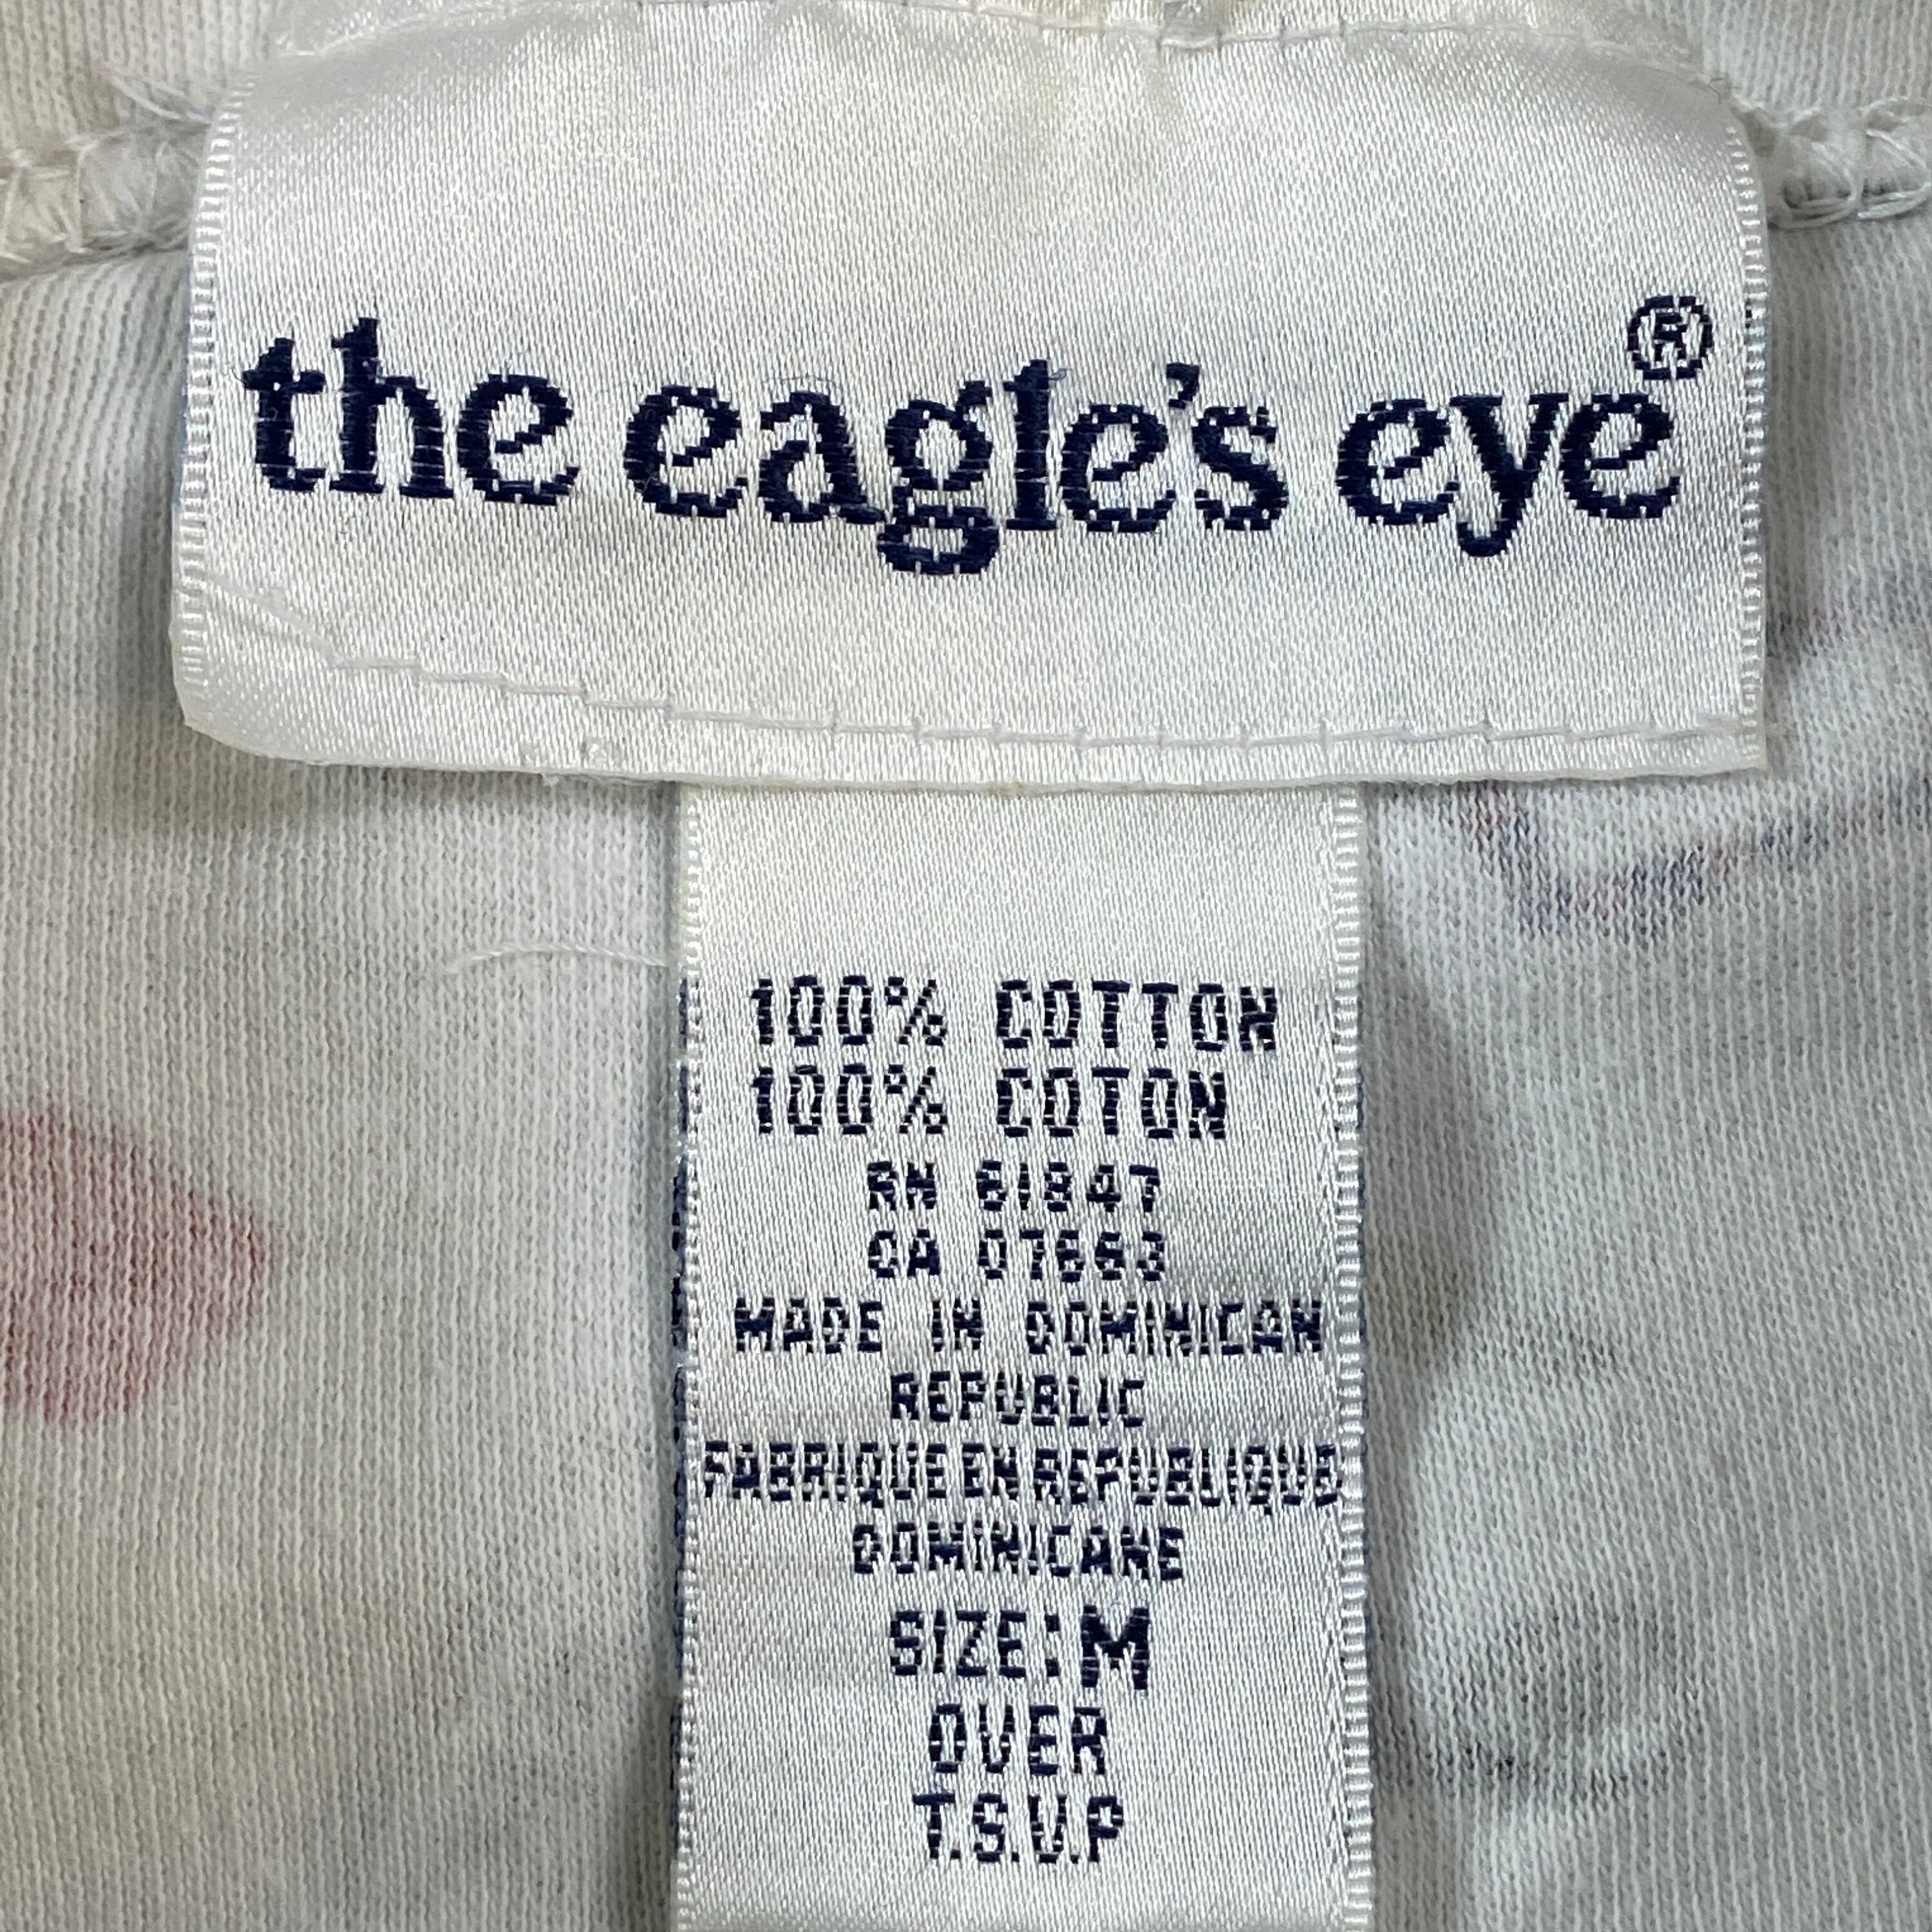 the eagle's eye®
100% COTTON
100% COTON
RN 61847
CA 07663
MADE IN DOMINICAN
REPUBLIC
FABRIQUE EN REPUBLIQUE
DOMINICANE
SIZE: M
OVER
T.S.V.P